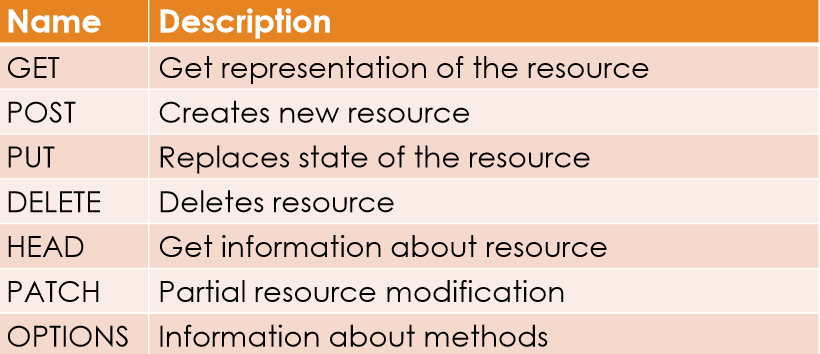 Name Description
GET Get representation of the resource
POST Creates new resource
PUT Replaces state of the resource
DELETE Deletes resource
HEAD Get information about resource
PATCH Partial resource modification
OPTIONS Information about methods